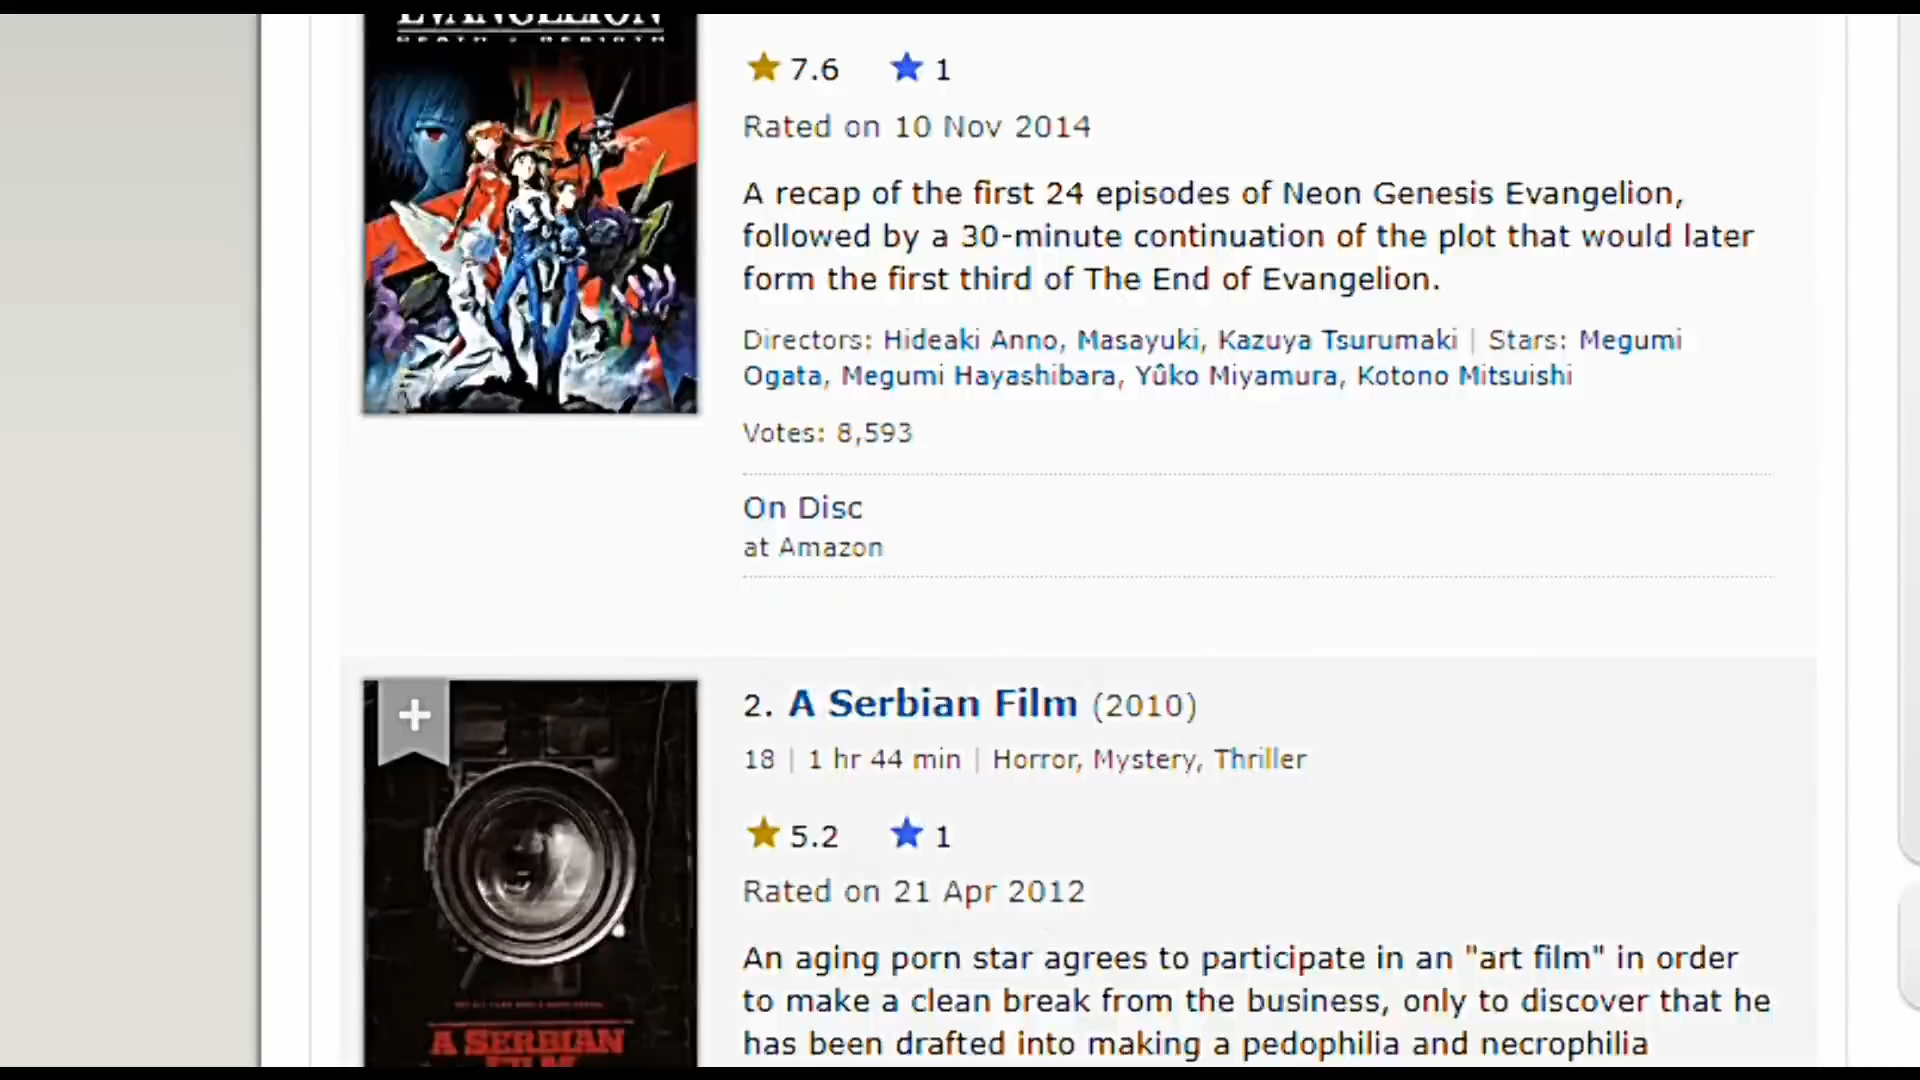 EVANGELION
DEATH & REBIRTH
7.6 1
Rated on 10 Nov 2014
A recap of the first 24 episodes of Neon Genesis Evangelion,
followed by a 30-minute continuation of the plot that would later
form the first third of The End of Evangelion.
Directors: Hideaki Anno, Masayuki, Kazuya Tsurumaki | Stars: Megumi
Ogata, Megumi Hayashibara, Yûko Miyamura, Kotono Mitsuishi
Votes: 8,593
On Disc
at Amazon
2. A Serbian Film (2010)
18 | 1 hr 44 min | Horror, Mystery, Thriller
5.2 1
Rated on 21 Apr 2012
An aging porn star agrees to participate in an "art film" in order
to make a clean break from the business, only to discover that he
has been drafted into making a pedophilia and necrophilia
A SERBIAN
FILM